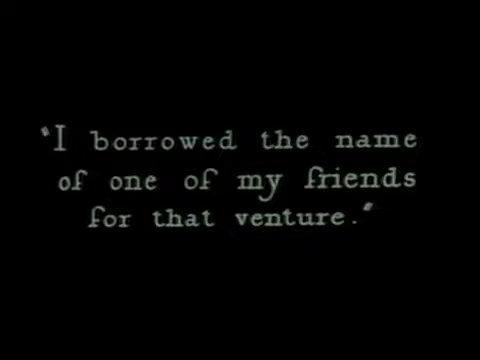 "I borrowed the name
of one of my friends
for that venture."